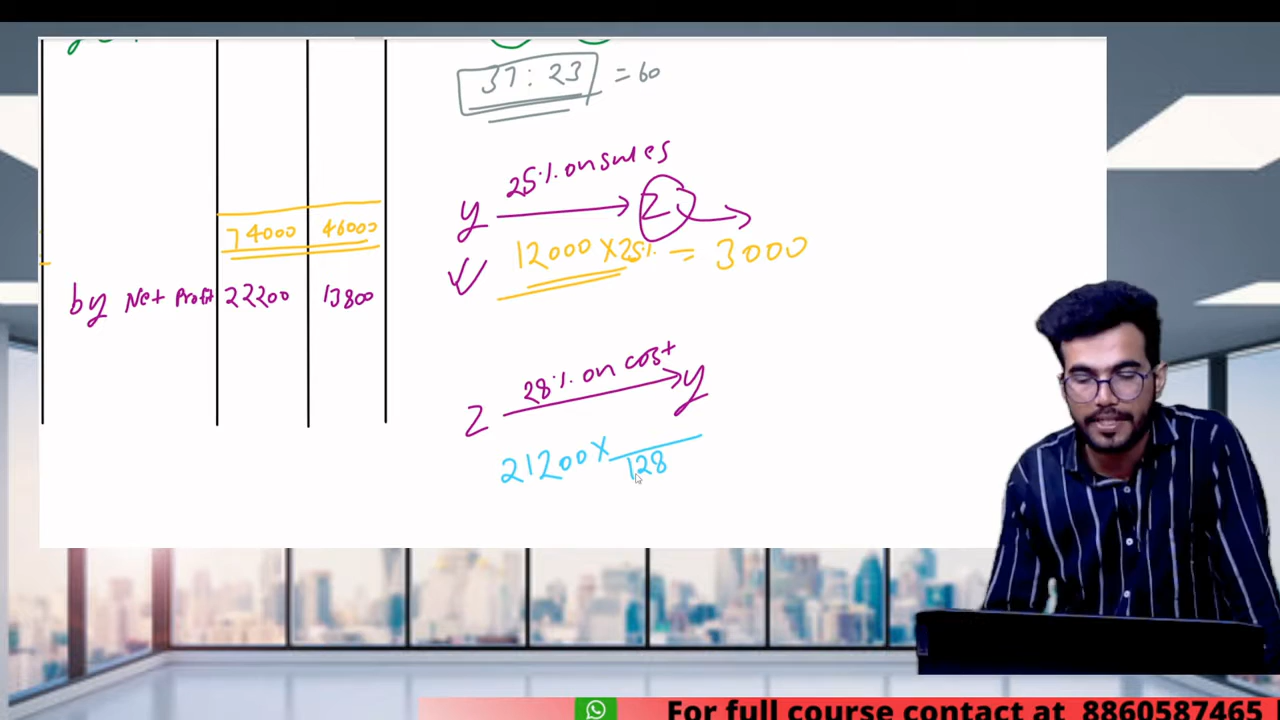 37 : 23 = 60
25% on sales
y → Z →
74000 46000
12000 X 25% = 3000
by Net Profit 22200 13800
28% on cost
Z → y
21200 X
128
For full course contact at 8860587465